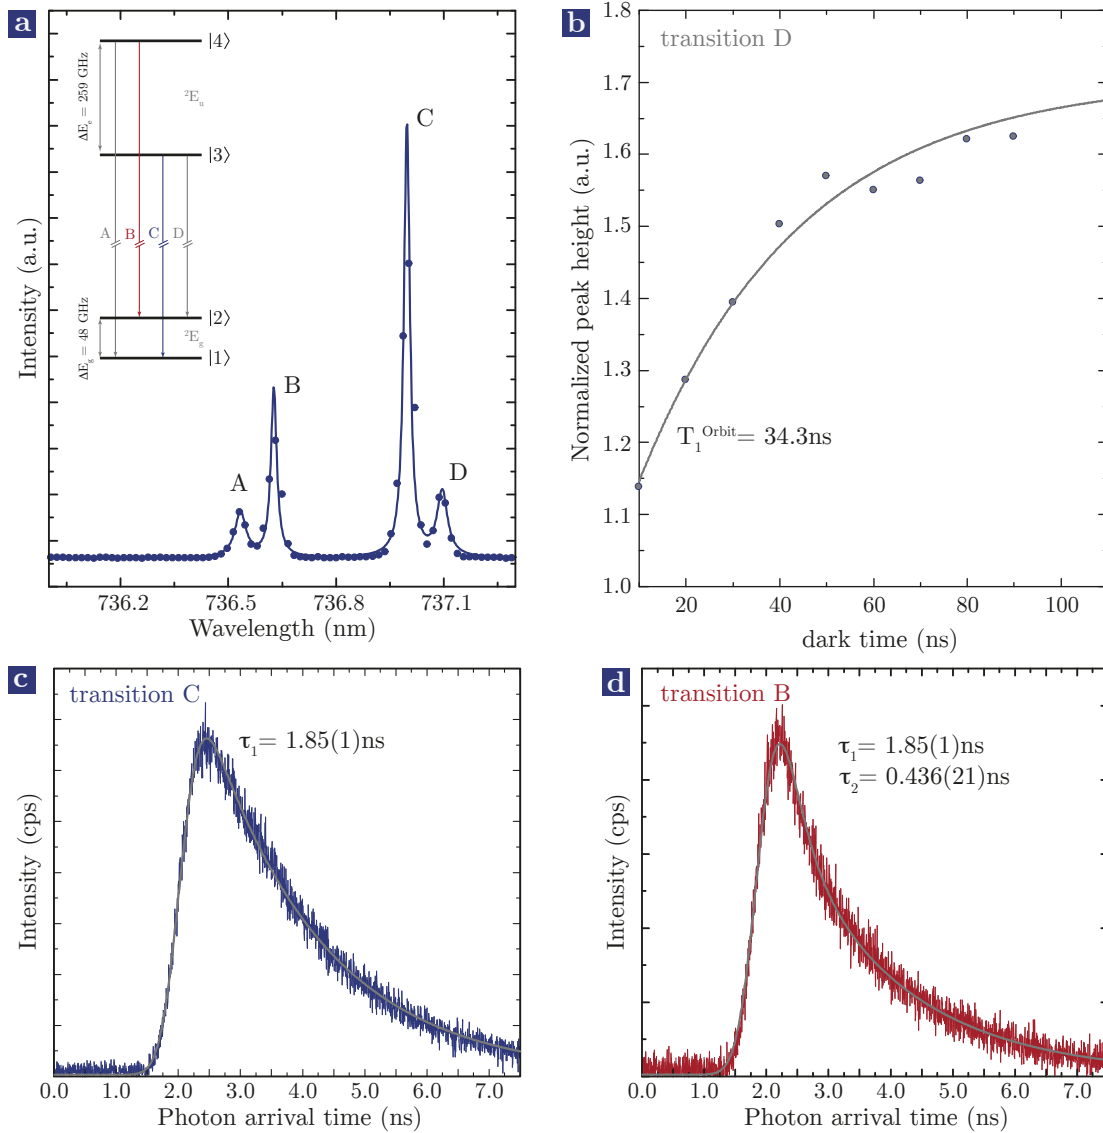 a
|4⟩
ΔEe = 259 GHz
²Eu
|3⟩
A
B
C
D
|2⟩
ΔEg = 48 GHz
²Eg
|1⟩
A
B
C
D
Intensity (a.u.)
736.2 736.5 736.8 737.1
Wavelength (nm)
b
transition D
1.8
1.7
1.6
1.5
1.4
1.3
1.2
1.1
1.0
Normalized peak height (a.u.)
T₁^Orbit = 34.3ns
20 40 60 80 100
dark time (ns)
c
transition C
τ₁= 1.85(1)ns
Intensity (cps)
0.0 1.0 2.0 3.0 4.0 5.0 6.0 7.0
Photon arrival time (ns)
d
transition B
τ₁= 1.85(1)ns
τ₂= 0.436(21)ns
Intensity (cps)
0.0 1.0 2.0 3.0 4.0 5.0 6.0 7.0
Photon arrival time (ns)